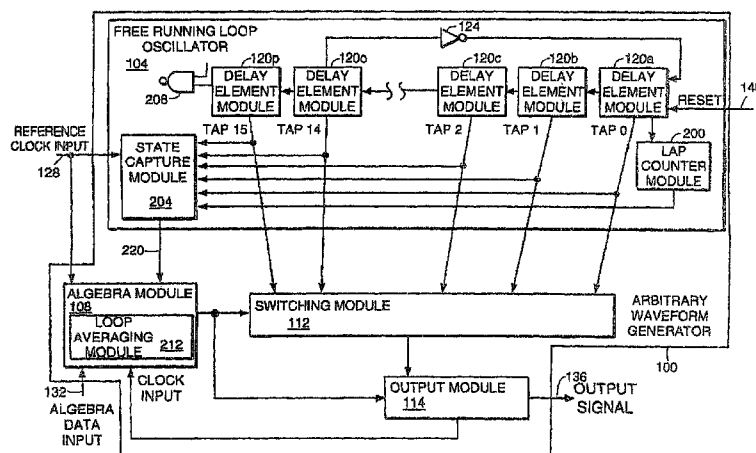 FREE RUNNING LOOP
OSCILLATOR
104
124
120p
DELAY
ELEMENT
MODULE
120o
DELAY
ELEMENT
MODULE
120c
DELAY
ELEMENT
MODULE
120b
DELAY
ELEMENT
MODULE
120a
DELAY
ELEMENT
MODULE
208
RESET
TAP 15
TAP 14
TAP 2
TAP 1
TAP 0
200
LAP
COUNTER
MODULE
REFERENCE
CLOCK INPUT
128
STATE
CAPTURE
MODULE
204
220
ALGEBRA MODULE
108
LOOP
AVERAGING
MODULE
212
SWITCHING MODULE
112
ARBITRARY
WAVEFORM
GENERATOR
100
CLOCK
INPUT
132
ALGEBRA DATA
INPUT
OUTPUT MODULE
114
136
OUTPUT
SIGNAL